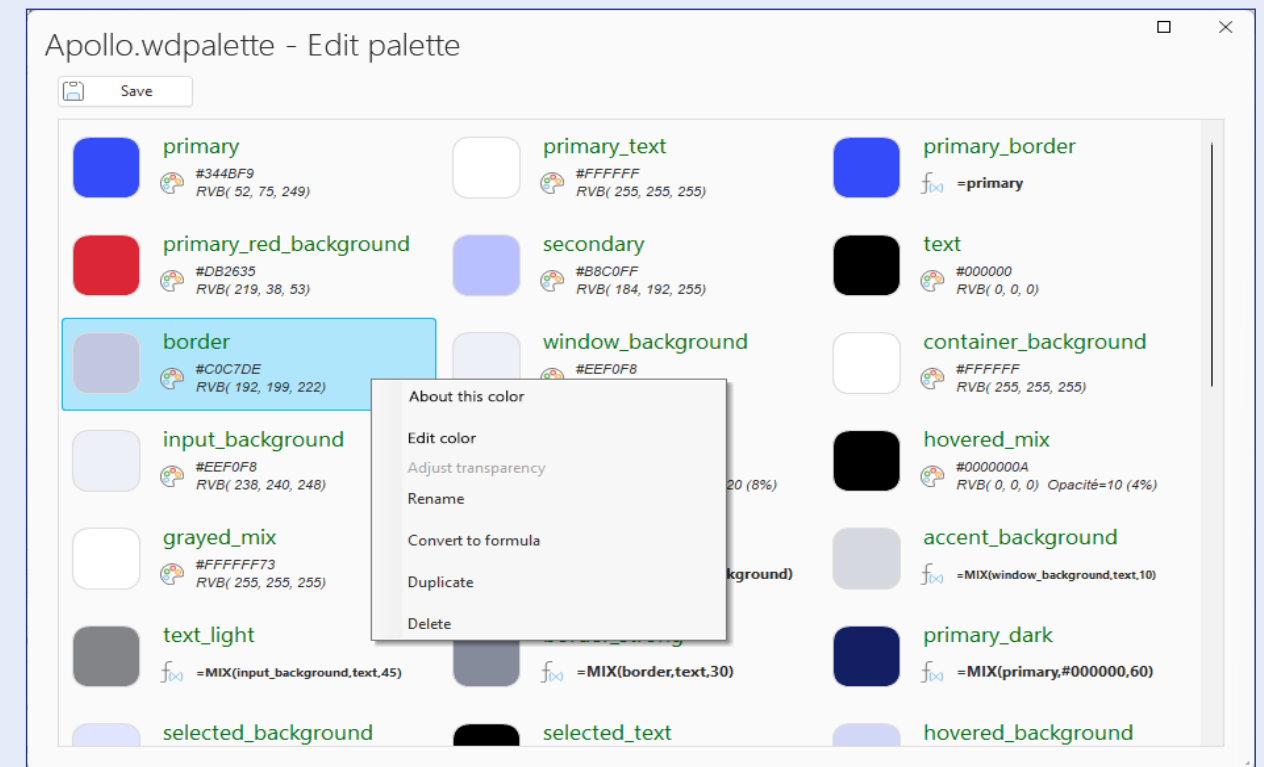 Apollo.wdpalette - Edit palette
Save
primary
#344BF9
RVB( 52, 75, 249)
primary_text
#FFFFFF
RVB( 255, 255, 255)
primary_border
=primary
primary_red_background
#DB2635
RVB( 219, 38, 53)
secondary
#B8C0FF
RVB( 184, 192, 255)
text
#000000
RVB( 0, 0, 0)
border
#C0C7DE
RVB( 192, 199, 222)
window_background
#EEF0F8
container_background
#FFFFFF
RVB( 255, 255, 255)
About this color
Edit color
Adjust transparency
Rename
Convert to formula
Duplicate
Delete
input_background
#EEF0F8
RVB( 238, 240, 248)
20 (8%)
hovered_mix
#0000000A
RVB( 0, 0, 0) Opacité=10 (4%)
grayed_mix
#FFFFFF73
RVB( 255, 255, 255)
kground)
accent_background
=MIX(window_background,text,10)
text_light
=MIX(input_background,text,45)
=MIX(border,text,30)
primary_dark
=MIX(primary,#000000,60)
selected_background
selected_text
hovered_background